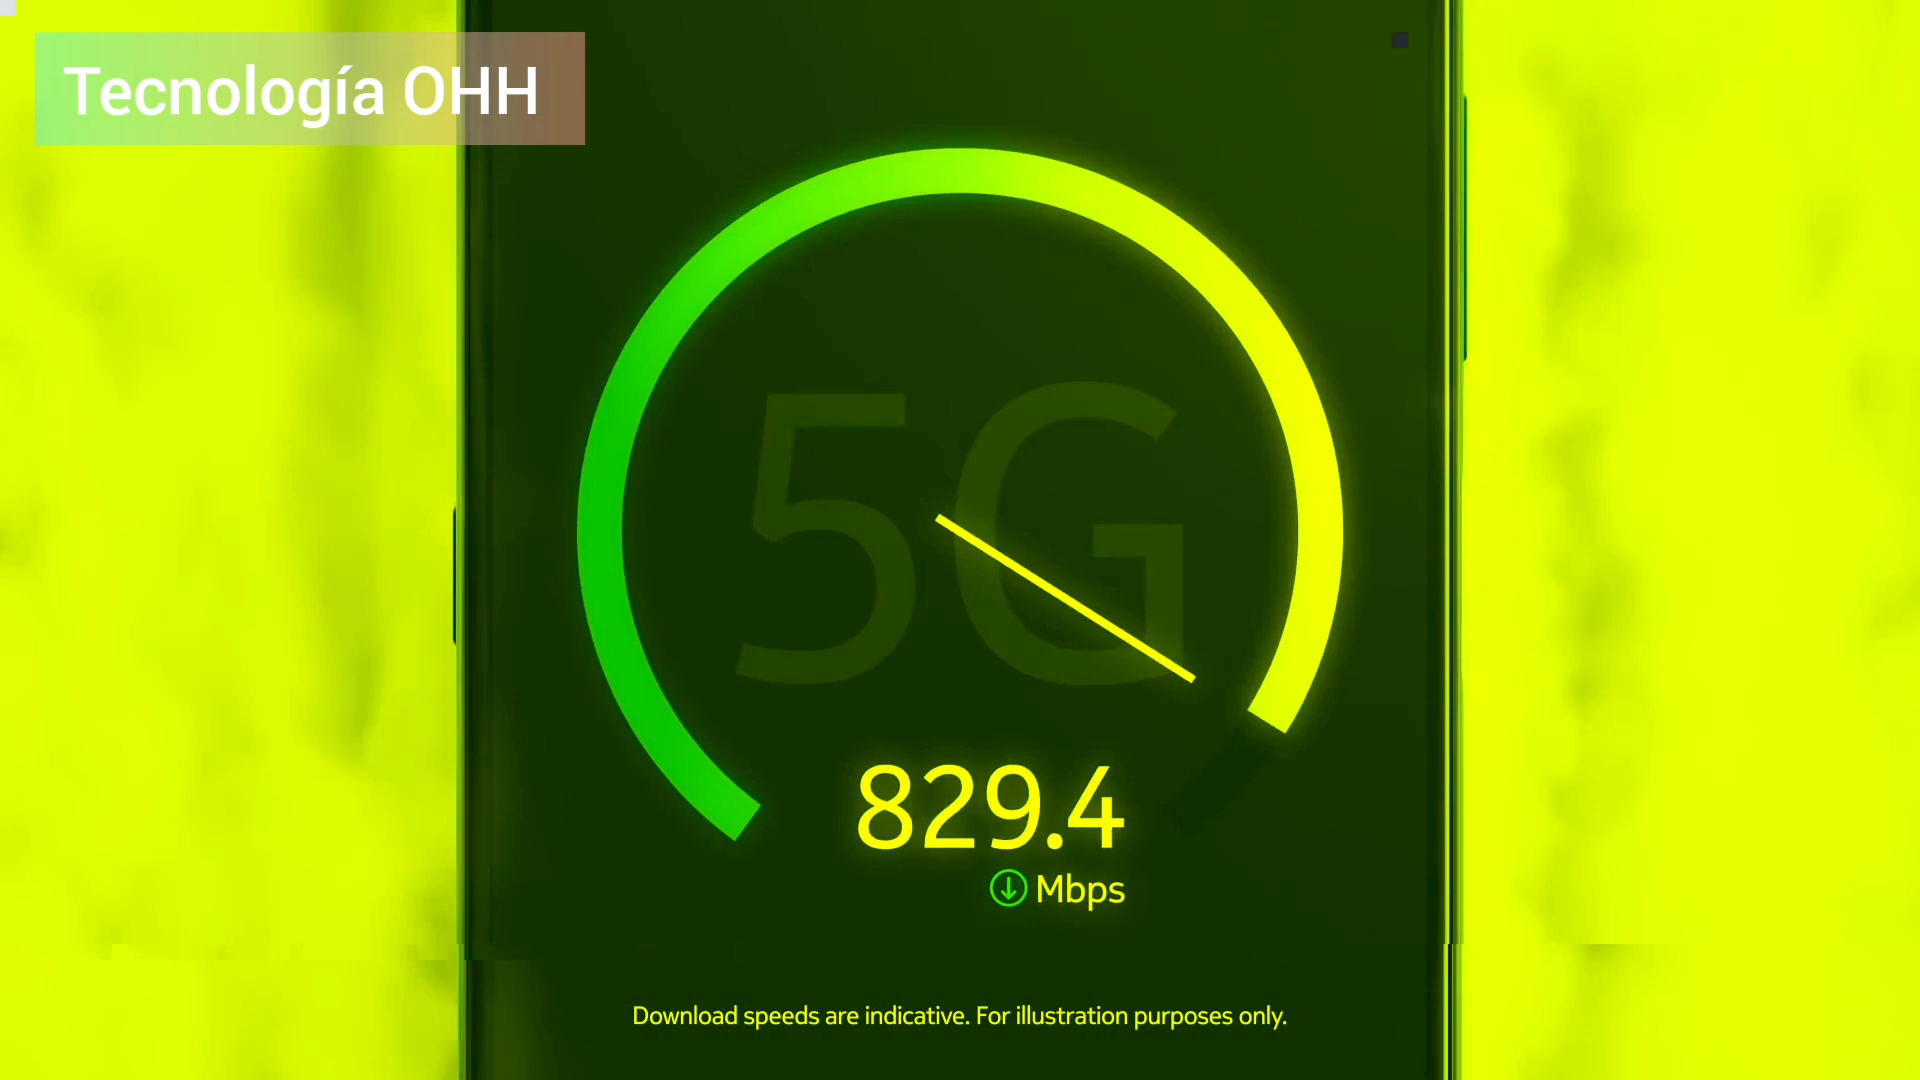 Tecnología OHH
5G
829.4
Mbps
Download speeds are indicative. For illustration purposes only.